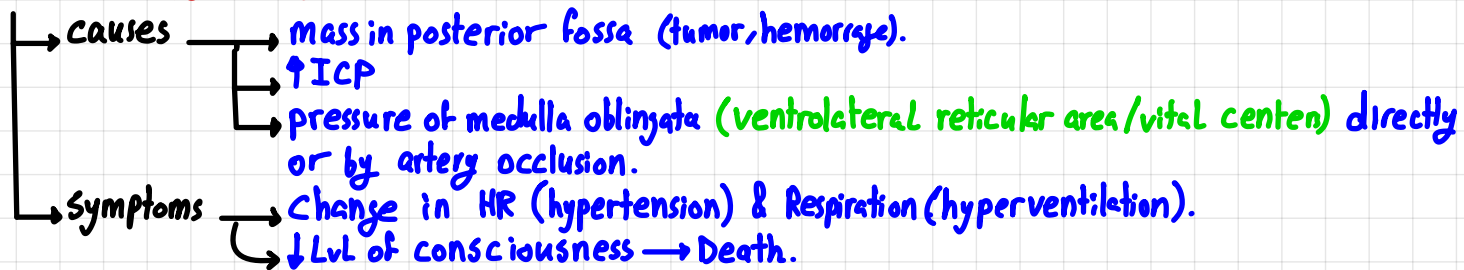 causes → mass in posterior fossa (tumor, hemorrage).
→ ↑ICP
→ pressure of medulla oblingata (ventrolateral reticular area/vital centen) directly
or by artery occlusion.
symptoms → change in HR (hypertension) & Respiration (hyperventilation).
→ ↓Lvl of consciousness → Death.